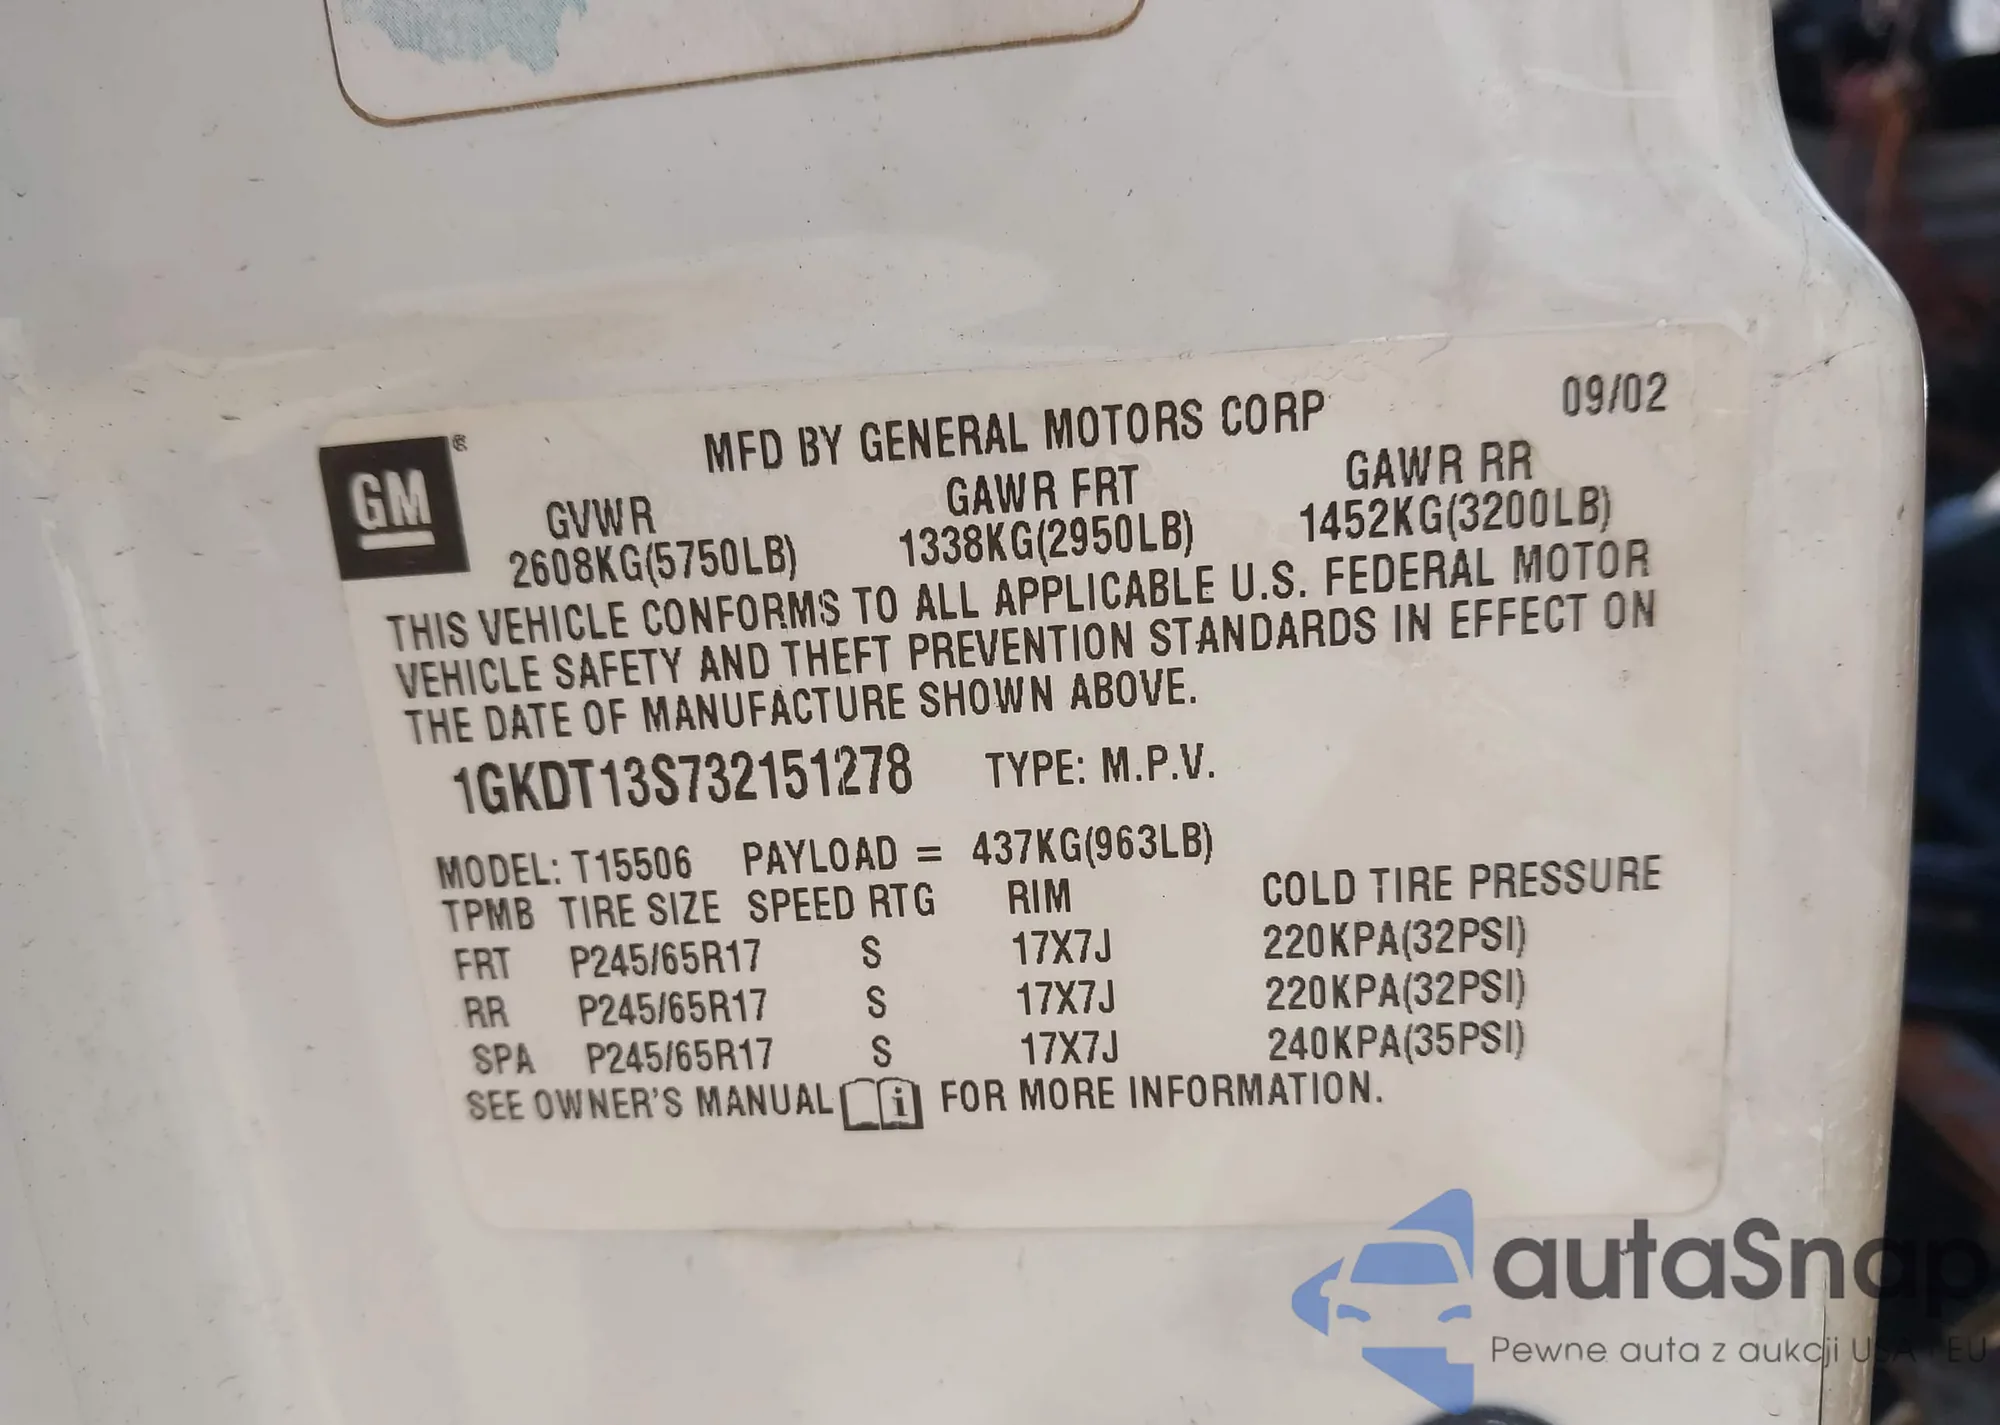 09/02
MFD BY GENERAL MOTORS CORP
GM ®
GVWR GAWR FRT GAWR RR
2608KG(5750LB) 1338KG(2950LB) 1452KG(3200LB)
THIS VEHICLE CONFORMS TO ALL APPLICABLE U.S. FEDERAL MOTOR
VEHICLE SAFETY AND THEFT PREVENTION STANDARDS IN EFFECT ON
THE DATE OF MANUFACTURE SHOWN ABOVE.
1GKDT13S732151278 TYPE: M.P.V.
MODEL: T15506 PAYLOAD = 437KG(963LB)
TPMB TIRE SIZE SPEED RTG RIM COLD TIRE PRESSURE
FRT P245/65R17 S 17X7J 220KPA(32PSI)
RR P245/65R17 S 17X7J 220KPA(32PSI)
SPA P245/65R17 S 17X7J 240KPA(35PSI)
SEE OWNER'S MANUAL i FOR MORE INFORMATION.
autaSnap
Pewne auta z aukcji USA i EU